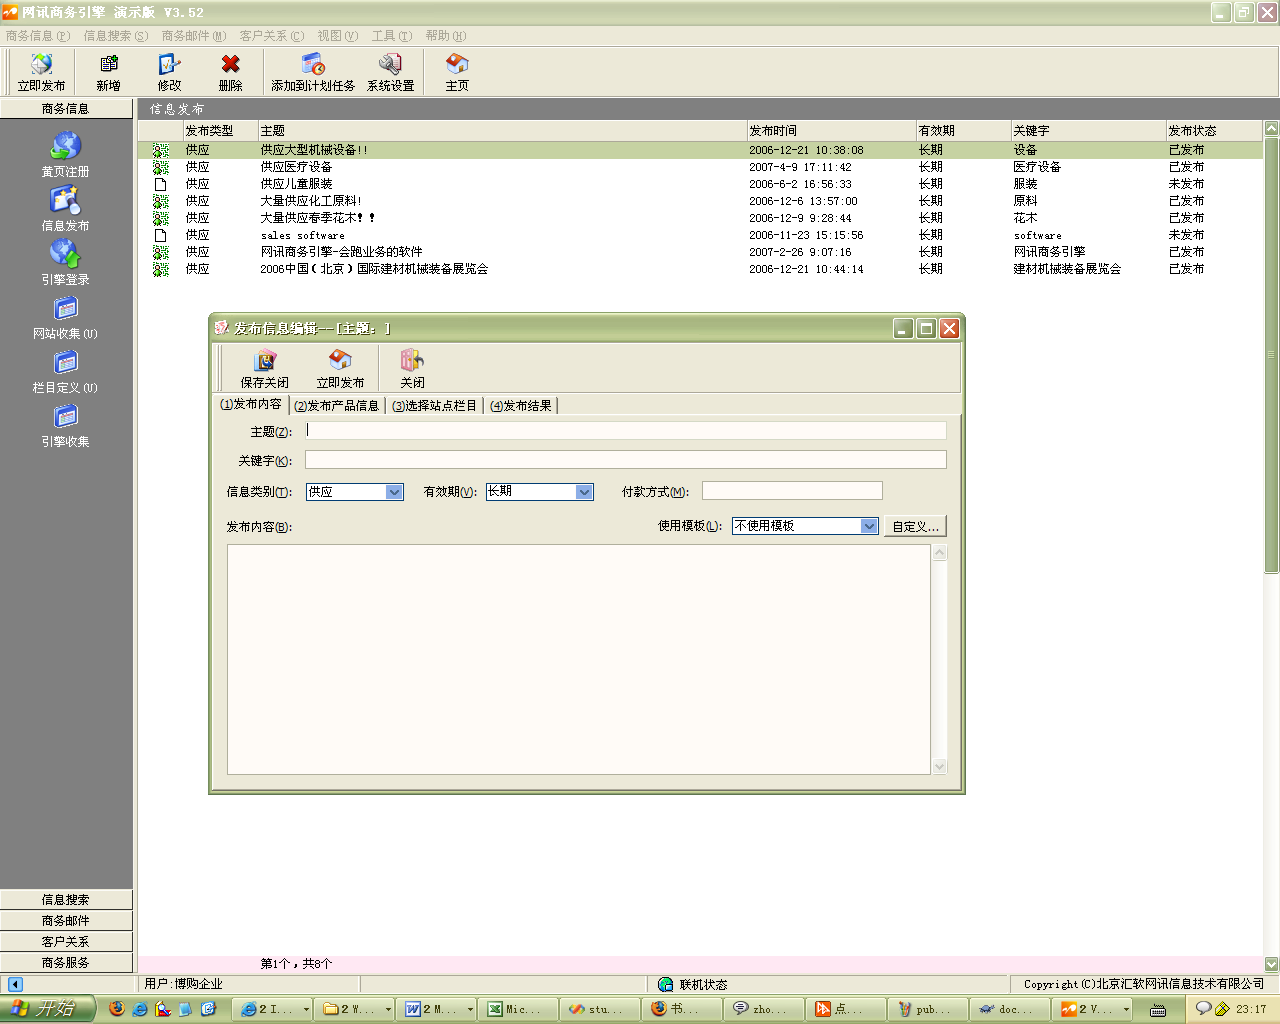 网讯商务引擎 演示版 V3.52
商务信息(P) 信息搜索(S) 商务邮件(M) 客户关系(C) 视图(V) 工具(T) 帮助(H)
立即发布 新增 修改 删除 添加到计划任务 系统设置 主页
商务信息 信息发布
发布类型 主题 发布时间 有效期 关键字 发布状态
供应 供应大型机械设备!! 2006-12-21 10:38:08 长期 设备 已发布
供应 供应医疗设备 2007-4-9 17:11:42 长期 医疗设备 已发布
供应 供应儿童服装 2006-6-2 16:56:33 长期 服装 未发布
供应 大量供应化工原料! 2006-12-6 13:57:00 长期 原料 已发布
供应 大量供应春季花木！！ 2006-12-9 9:28:44 长期 花木 已发布
供应 sales software 2006-11-23 15:15:56 长期 software 未发布
供应 网讯商务引擎-会跑业务的软件 2007-2-26 9:07:16 长期 网讯商务引擎 已发布
供应 2006中国（北京）国际建材机械装备展览会 2006-12-21 10:44:14 长期 建材机械装备展览会 已发布
黄页注册
信息发布
引擎登录
网站收集(U)
栏目定义(U)
引擎收集
发布信息编辑--[主题: ]
保存关闭 立即发布 关闭
(1)发布内容 (2)发布产品信息 (3)选择站点栏目 (4)发布结果
主题(Z):
关键字(K):
信息类别(T): 供应 有效期(V): 长期 付款方式(M):
发布内容(B): 使用模板(L): 不使用模板 自定义...
信息搜索
商务邮件
客户关系
商务服务
第1个，共8个
用户:博购企业 联机状态 Copyright(C)北京汇软网讯信息技术有限公司
开始 2 I... 2 W... 2 M... Mic... stu... 书... zho... 点... pub... doc... 2 V... 23:17